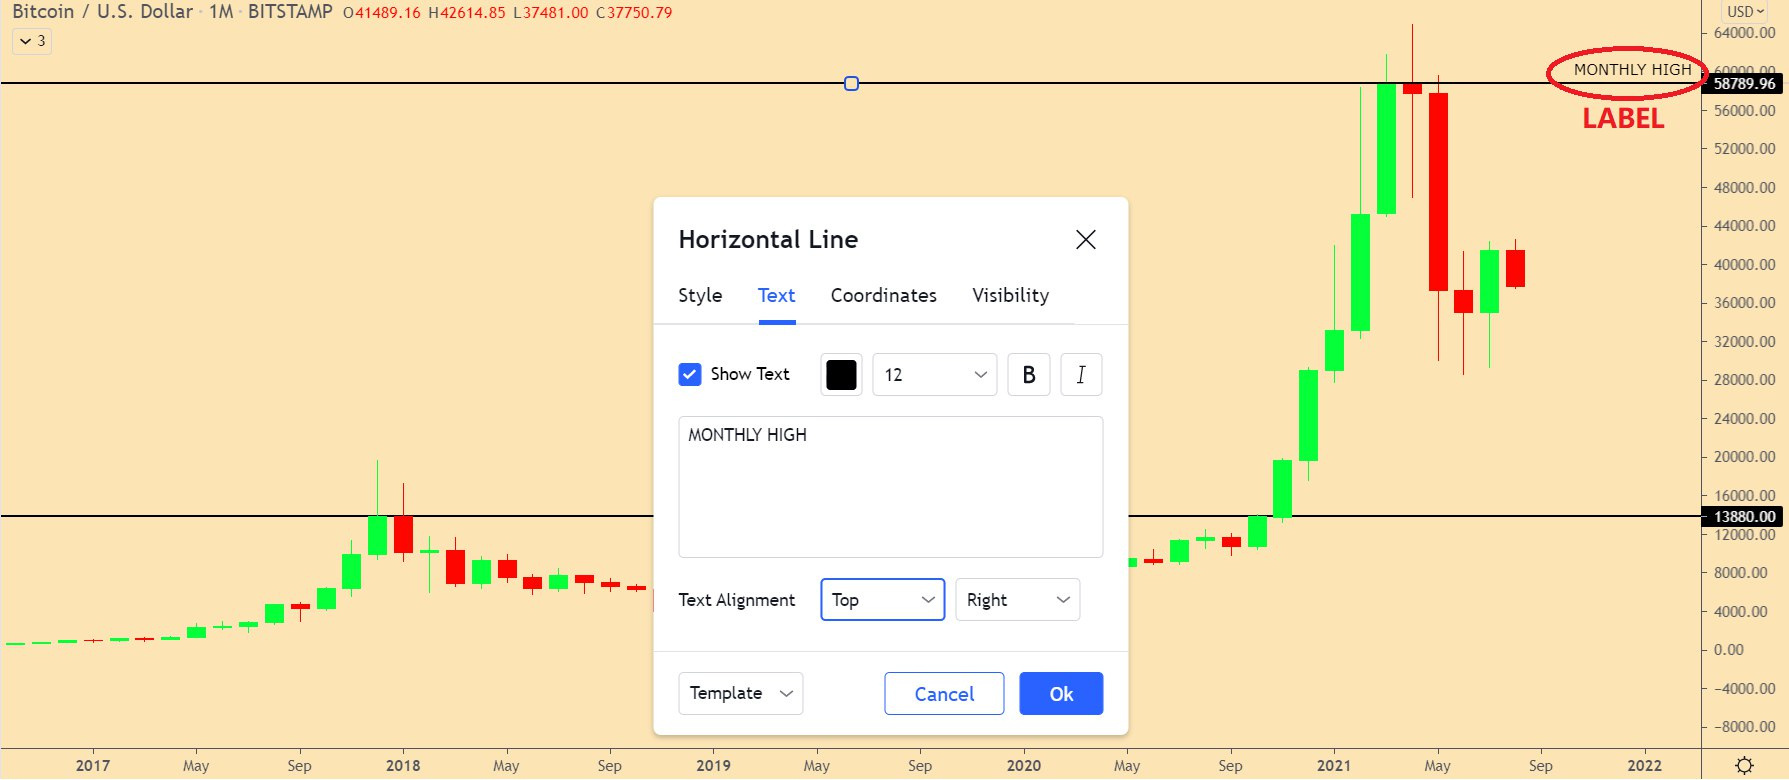 Bitcoin / U.S. Dollar · 1M · BITSTAMP O41489.16 H42614.85 L37481.00 C37750.79
USD
3
64000.00
MONTHLY HIGH
60000.00
58789.96
LABEL
56000.00
52000.00
48000.00
44000.00
40000.00
36000.00
32000.00
28000.00
24000.00
20000.00
16000.00
13880.00
12000.00
8000.00
4000.00
0.00
−4000.00
−8000.00
Horizontal Line
Style Text Coordinates Visibility
Show Text 12 B I
MONTHLY HIGH
Text Alignment Top Right
Template Cancel Ok
2017 May Sep 2018 May Sep 2019 May Sep 2020 May Sep 2021 May Sep 2022